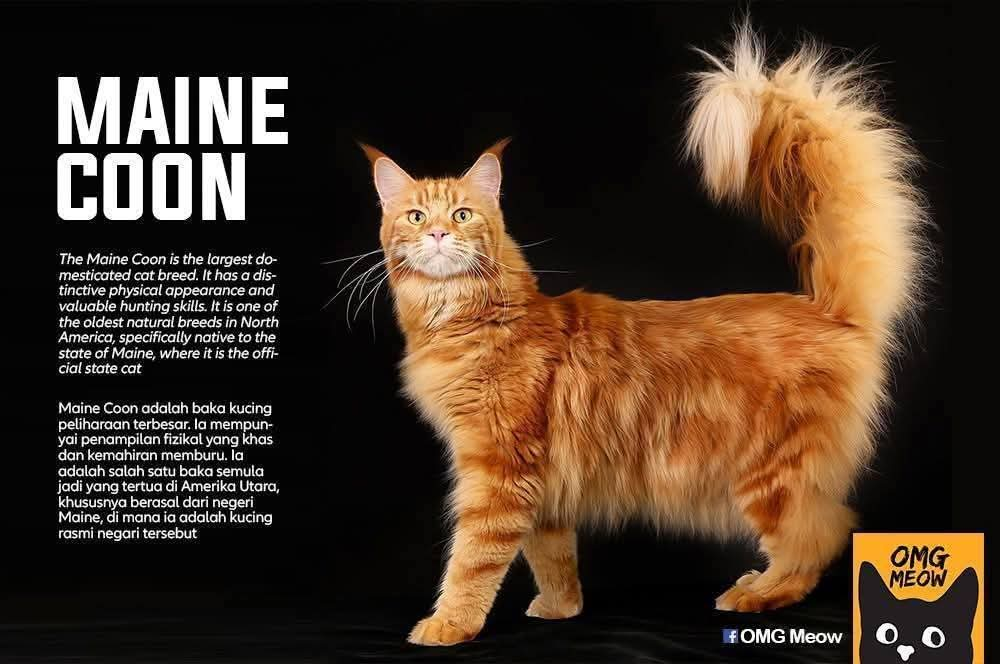 MAINE
COON
The Maine Coon is the largest do-
mesticated cat breed. It has a dis-
tinctive physical appearance and
valuable hunting skills. It is one of
the oldest natural breeds in North
America, specifically native to the
state of Maine, where it is the offi-
cial state cat
Maine Coon adalah baka kucing
peliharaan terbesar. Ia mempun-
yai penampilan fizikal yang khas
dan kemahiran memburu. Ia
adalah salah satu baka semula
jadi yang tertua di Amerika Utara,
khususnya berasal dari negeri
Maine, di mana ia adalah kucing
rasmi negari tersebut
OMG
MEOW
f OMG Meow